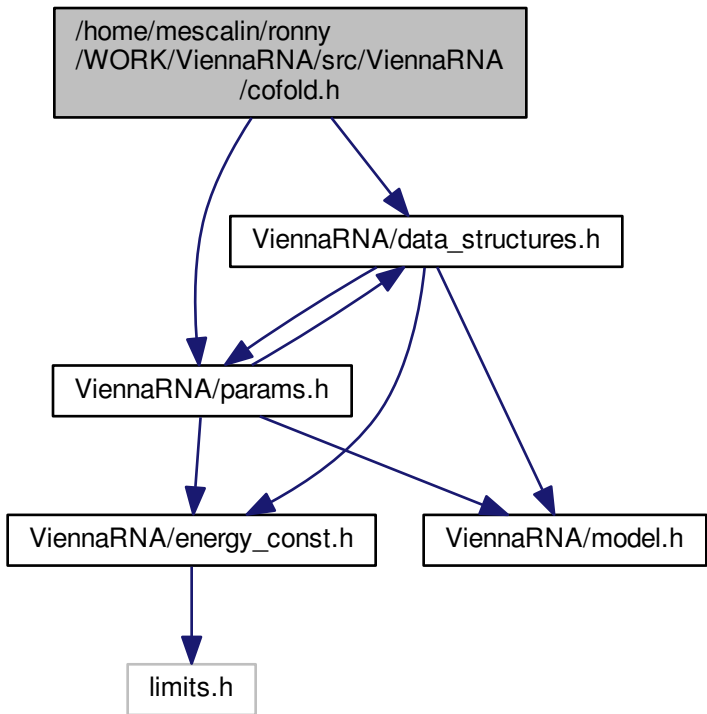 /home/mescalin/ronny
/WORK/ViennaRNA/src/ViennaRNA
/cofold.h
ViennaRNA/data_structures.h
ViennaRNA/params.h
ViennaRNA/energy_const.h
ViennaRNA/model.h
limits.h